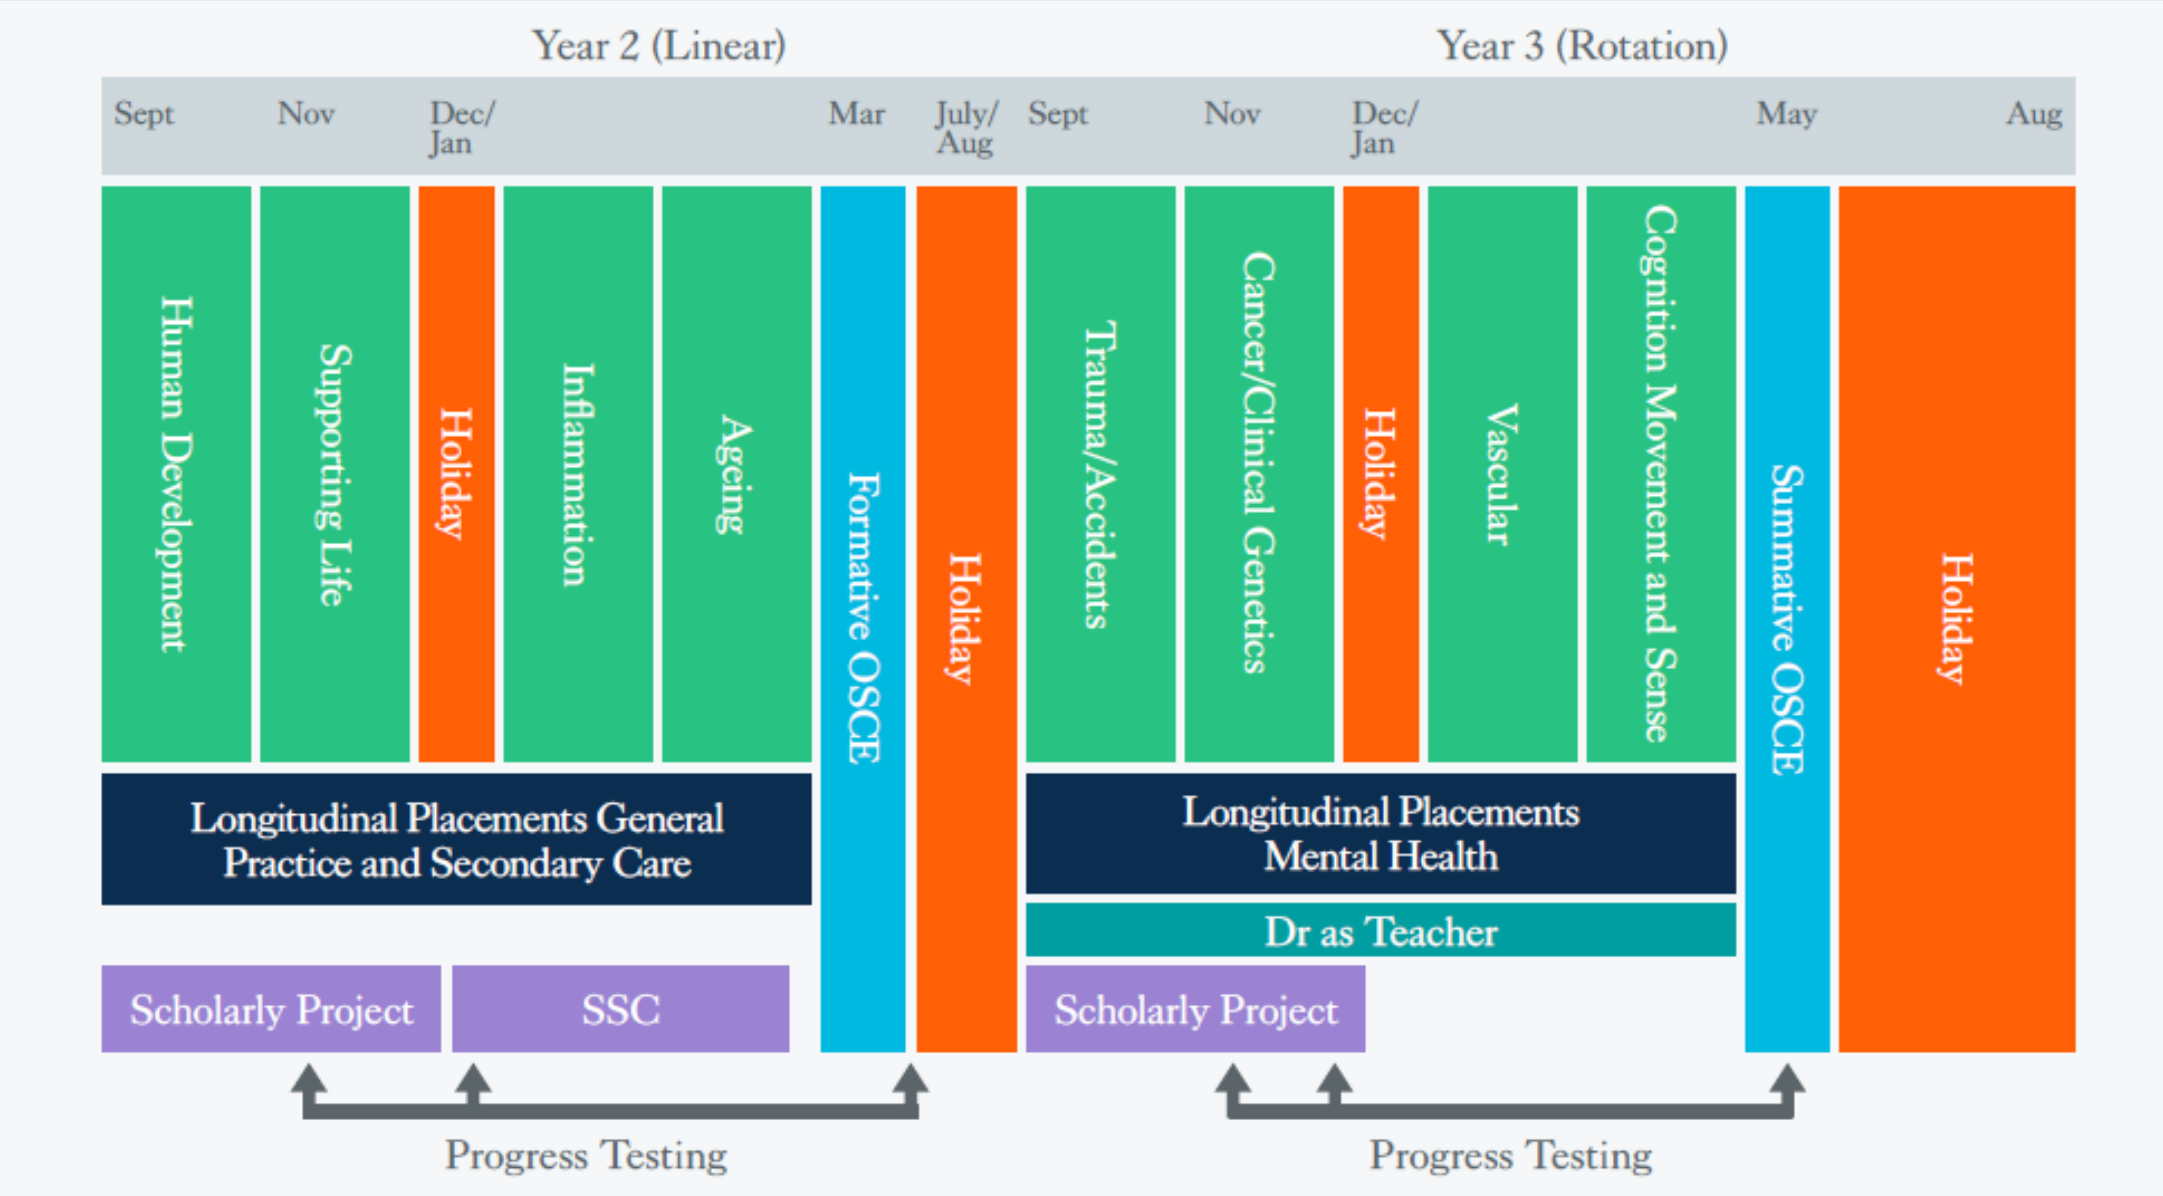 Year 2 (Linear)
Year 3 (Rotation)
Sept
Nov
Dec/
Jan
Mar
July/
Aug
Sept
Nov
Dec/
Jan
May
Aug
Human Development
Supporting Life
Holiday
Inflammation
Ageing
Formative OSCE
Holiday
Trauma/Accidents
Cancer/Clinical Genetics
Holiday
Vascular
Cognition Movement and Sense
Summative OSCE
Holiday
Longitudinal Placements General
Practice and Secondary Care
Longitudinal Placements
Mental Health
Dr as Teacher
Scholarly Project
SSC
Scholarly Project
Progress Testing
Progress Testing